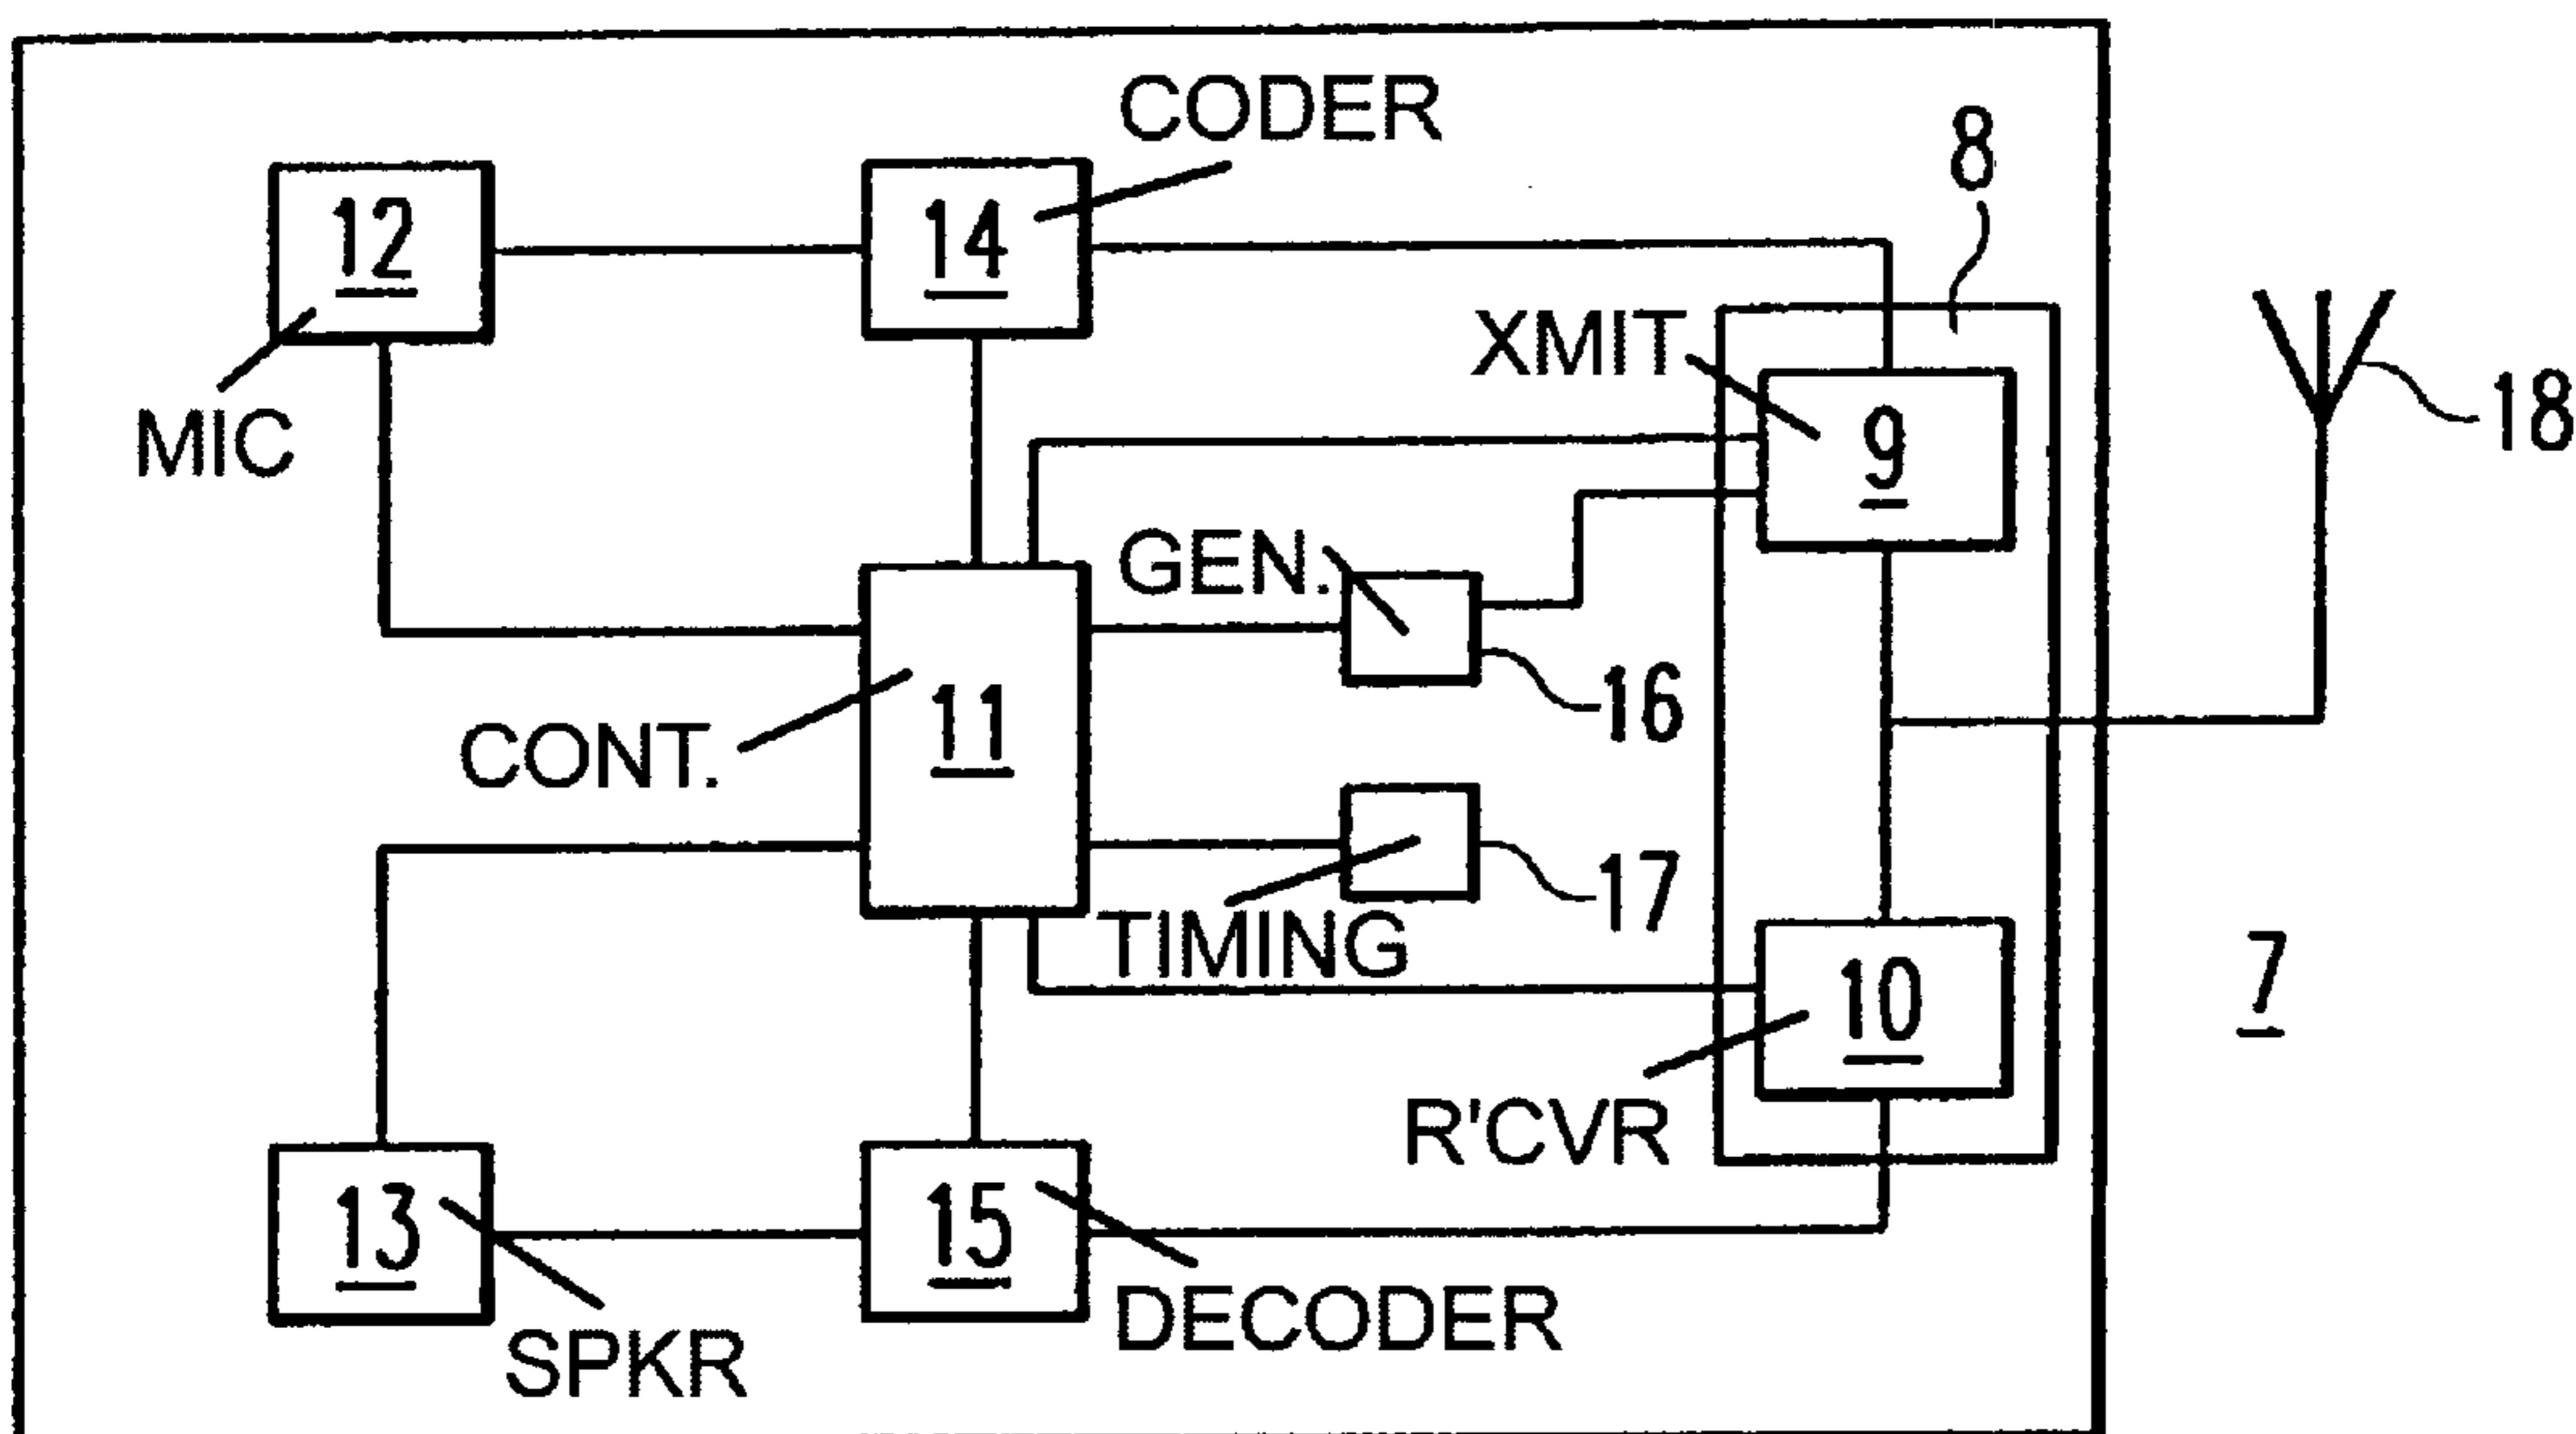 CODER
8
12
14
XMIT
MIC
9
18
GEN.
16
CONT.
11
17
TIMING
7
10
R'CVR
13
15
DECODER
SPKR